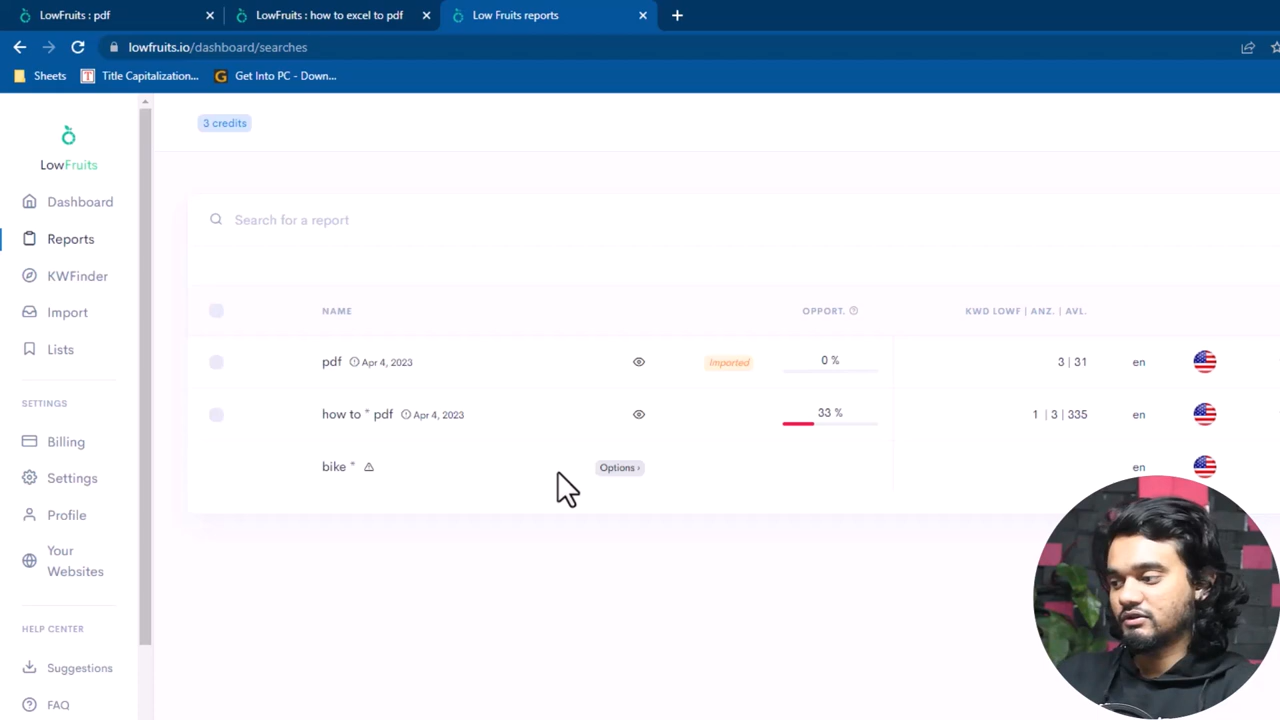 LowFruits : pdf
LowFruits : how to excel to pdf
Low Fruits reports
lowfruits.io/dashboard/searches
Sheets
Title Capitalization...
Get Into PC - Down...
3 credits
LowFruits
Dashboard
Reports
KWFinder
Import
Lists
SETTINGS
Billing
Settings
Profile
Your
Websites
HELP CENTER
Suggestions
FAQ
Search for a report
NAME OPPORT. KWD LOWF | ANZ. | AVL.
pdf Apr 4, 2023 Imported 0 % 3 | 31 en
how to * pdf Apr 4, 2023 33 % 1 | 3 | 335 en
bike * Options › en